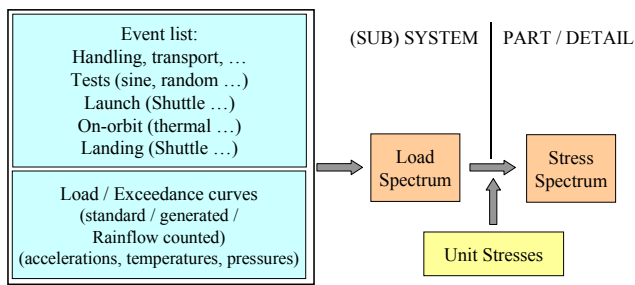 Event list:
Handling, transport, …
Tests (sine, random …)
Launch (Shuttle …)
On-orbit (thermal …)
Landing (Shuttle …)
Load / Exceedance curves
(standard / generated /
Rainflow counted)
(accelerations, temperatures, pressures)
(SUB) SYSTEM
PART / DETAIL
Load
Spectrum
Stress
Spectrum
Unit Stresses